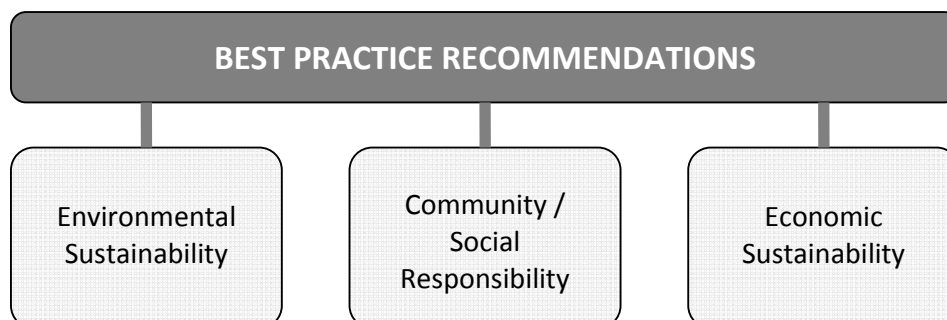 BEST PRACTICE RECOMMENDATIONS
Environmental
Sustainability
Community /
Social
Responsibility
Economic
Sustainability